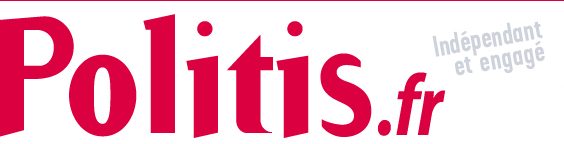 Politis.fr
Indépendant
et engagé